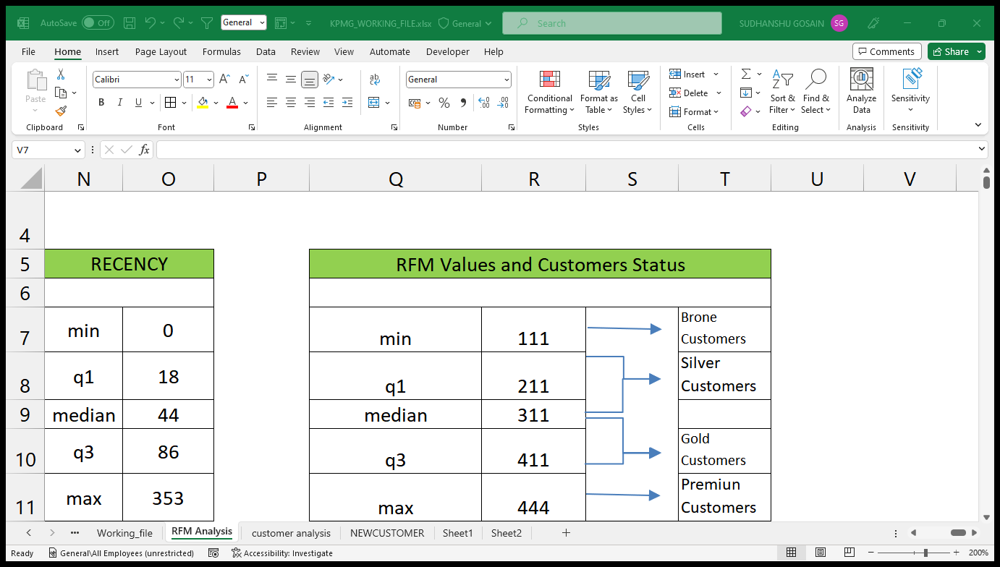 AutoSave Off General KPMG_WORKING_FILE.xlsx General Search SUDHANSHU GOSAIN SG
File Home Insert Page Layout Formulas Data Review View Automate Developer Help Comments Share
Paste
Calibri 11 A A
B I U A
ab
General
Conditional Formatting
Format as Table
Cell Styles
Insert
Delete
Format
Sort & Filter
Find & Select
Analyze Data
Sensitivity
Clipboard Font Alignment Number Styles Cells Editing Analysis Sensitivity
V7 fx
N O P Q R S T U V
4
5 RECENCY RFM Values and Customers Status
6
7 min 0 min 111 Brone Customers
8 q1 18 q1 211 Silver Customers
9 median 44 median 311
10 q3 86 q3 411 Gold Customers
11 max 353 max 444 Premiun Customers
Working_file RFM Analysis customer analysis NEWCUSTOMER Sheet1 Sheet2
Ready General\All Employees (unrestricted) Accessibility: Investigate 200%